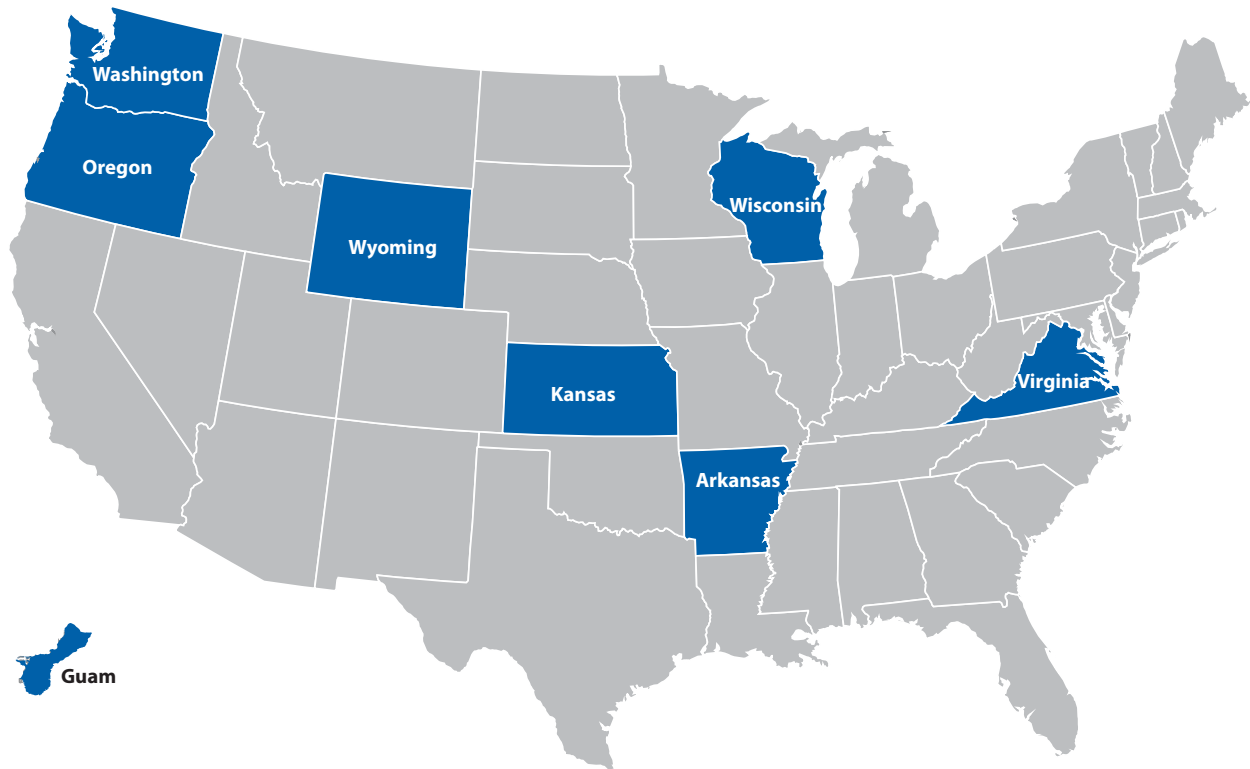 Washington
Oregon
Wisconsin
Wyoming
Virginia
Kansas
Arkansas
Guam